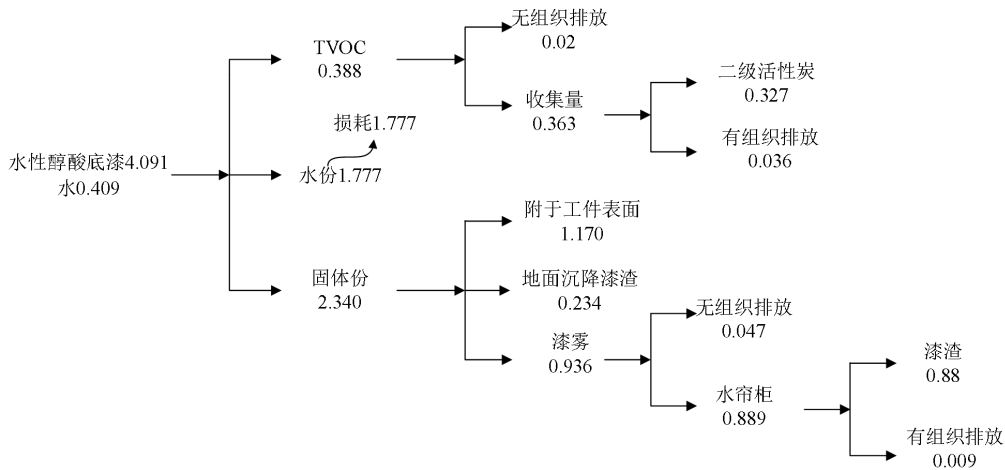 无组织排放
0.02
TVOC
0.388
二级活性炭
0.327
收集量
0.363
损耗1.777
有组织排放
0.036
水性醇酸底漆4.091
水0.409
水份1.777
附于工件表面
1.170
固体份
2.340
地面沉降漆渣
0.234
无组织排放
0.047
漆雾
0.936
漆渣
0.88
水帘柜
0.889
有组织排放
0.009